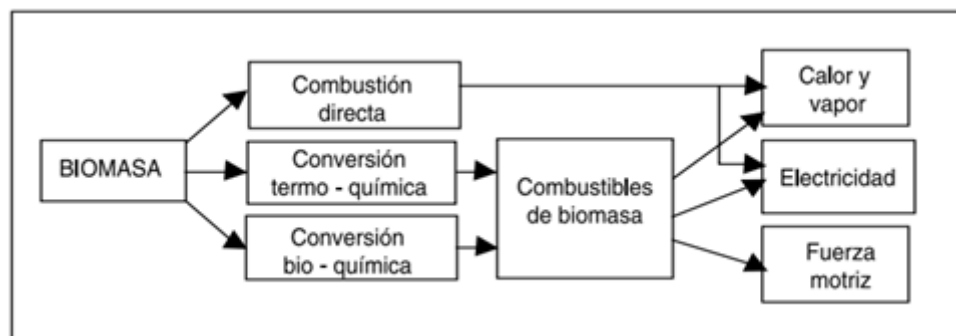 BIOMASA
Combustión
directa
Conversión
termo - química
Conversión
bio - química
Combustibles
de biomasa
Calor y
vapor
Electricidad
Fuerza
motriz